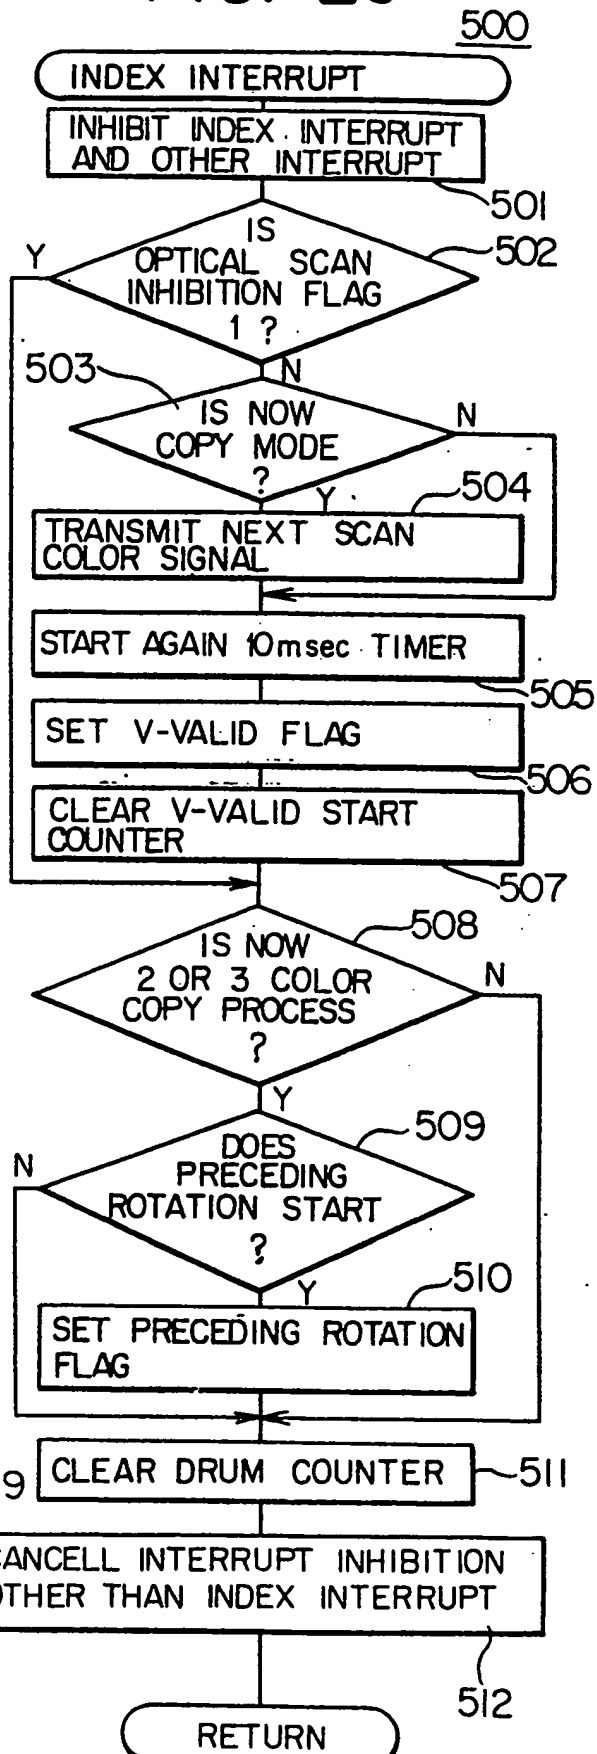 500
INDEX INTERRUPT
INHIBIT INDEX INTERRUPT
AND OTHER INTERRUPT
501
IS
OPTICAL SCAN
INHIBITION FLAG
1 ?
502
Y
N
503
IS NOW
COPY MODE
?
N
Y
504
TRANSMIT NEXT SCAN
COLOR SIGNAL
START AGAIN 10msec TIMER
505
SET V-VALID FLAG
506
CLEAR V-VALID START
COUNTER
507
508
IS NOW
2 OR 3 COLOR
COPY PROCESS
?
N
Y
509
DOES
PRECEDING
ROTATION START
?
N
Y
510
SET PRECEDING ROTATION
FLAG
9
CLEAR DRUM COUNTER
511
CANCELL INTERRUPT INHIBITION
OTHER THAN INDEX INTERRUPT
512
RETURN